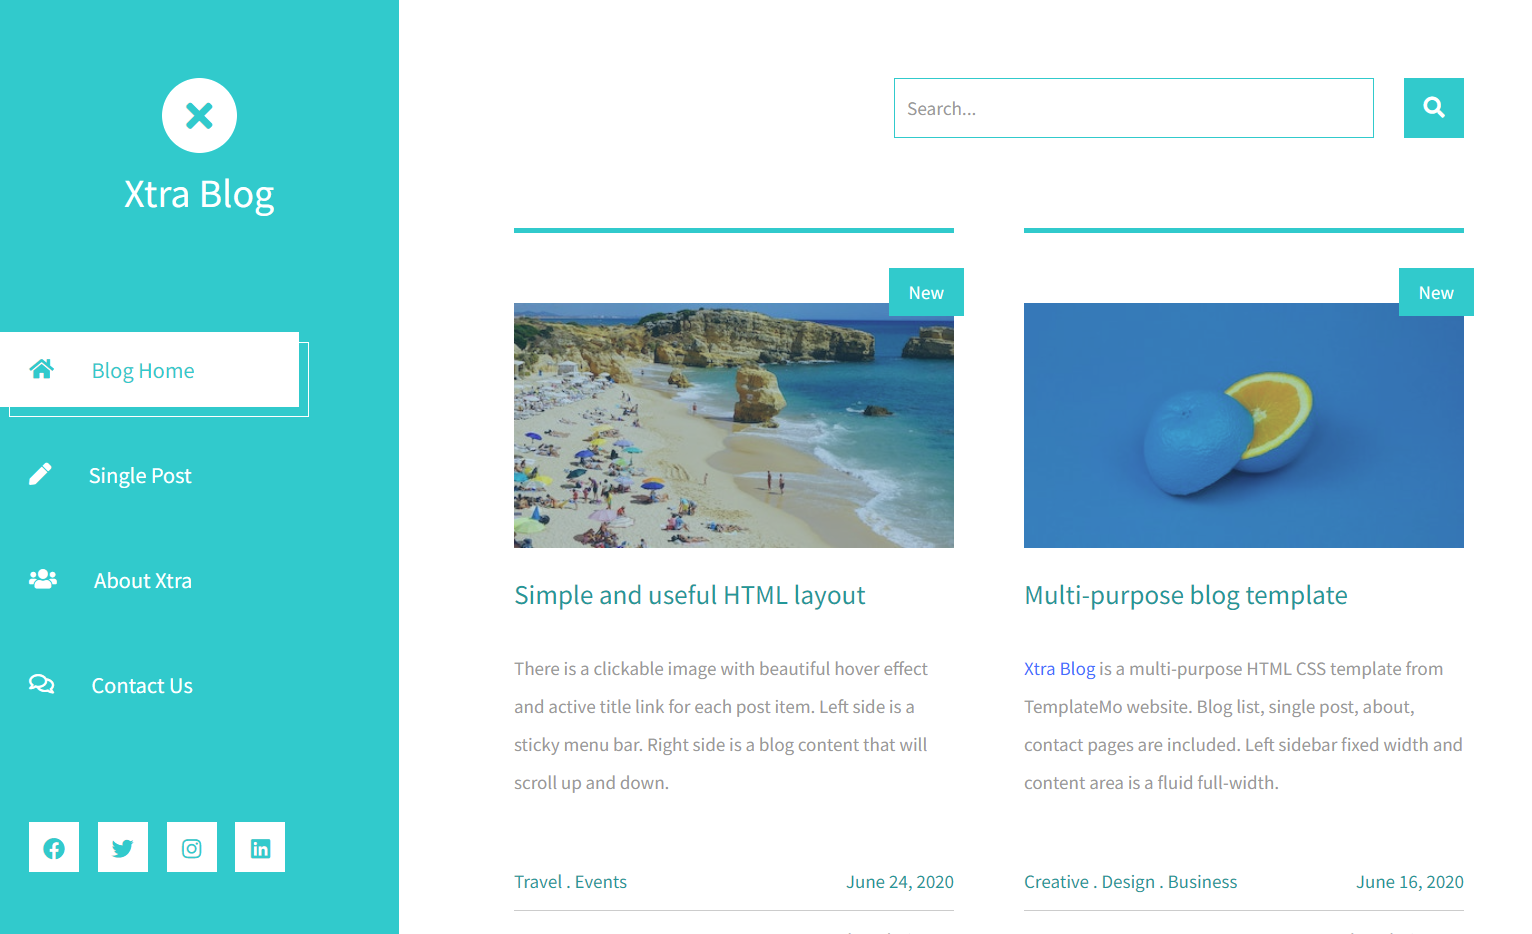 Xtra Blog
Blog Home
Single Post
About Xtra
Contact Us
Search...
New
Simple and useful HTML layout
There is a clickable image with beautiful hover effect
and active title link for each post item. Left side is a
sticky menu bar. Right side is a blog content that will
scroll up and down.
Travel . Events
June 24, 2020
New
Multi-purpose blog template
Xtra Blog is a multi-purpose HTML CSS template from
TemplateMo website. Blog list, single post, about,
contact pages are included. Left sidebar fixed width and
content area is a fluid full-width.
Creative . Design . Business
June 16, 2020